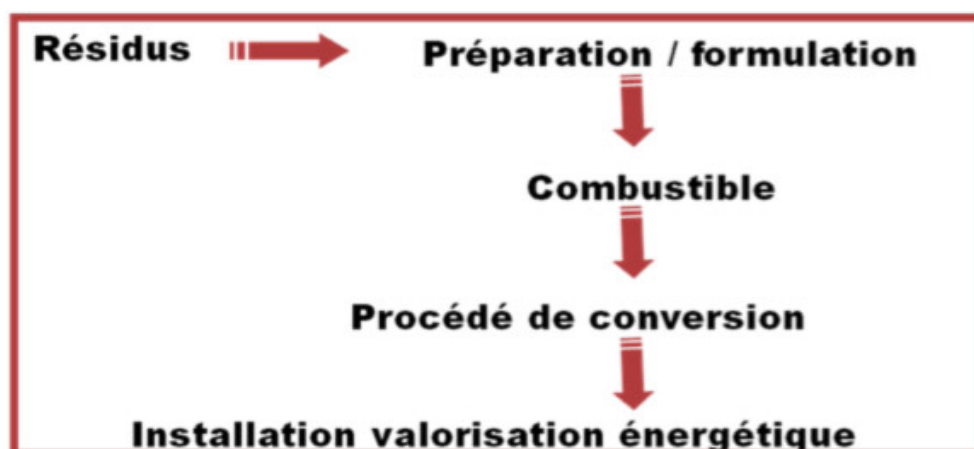 Résidus
Préparation / formulation
Combustible
Procédé de conversion
Installation valorisation énergétique